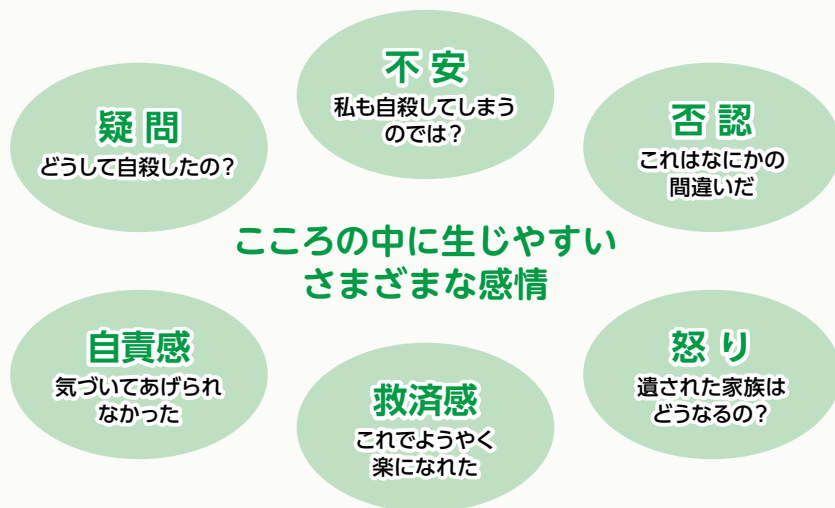 不安
私も自殺してしまう
のでは？
疑問
どうして自殺したの？
否認
これはなにかの
間違いだ
こころの中に生じやすい
さまざまな感情
自責感
気づいてあげられ
なかった
救済感
これでようやく
楽になれた
怒り
遺された家族は
どうなるの？